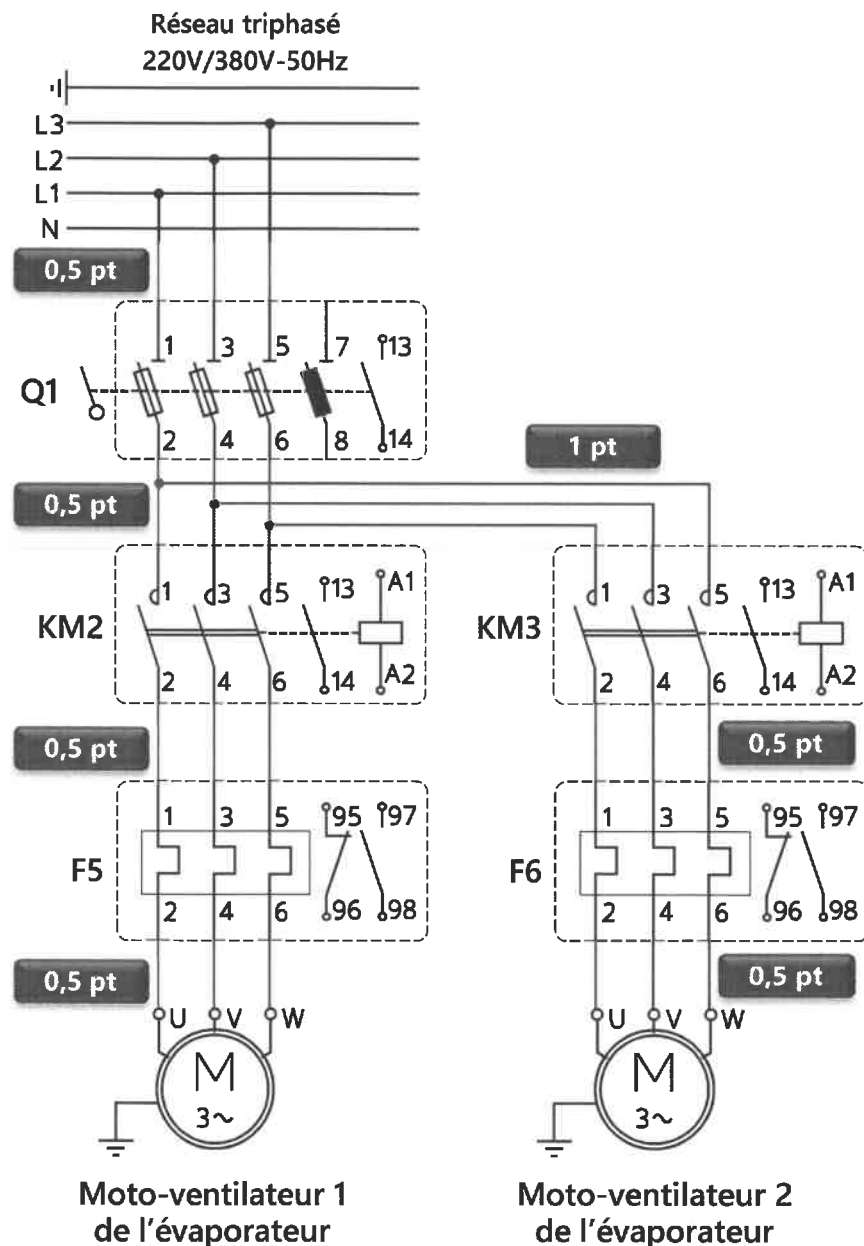 Réseau triphasé
220V/380V-50Hz
L3
L2
L1
N
0,5 pt
1 3 5 7 13
Q1
2 4 6 8 14
1 pt
0,5 pt
1 3 5 13 A1
KM2
2 4 6 14 A2
1 3 5 13 A1
KM3
2 4 6 14 A2
0,5 pt
0,5 pt
1 3 5 95 97
F5
2 4 6 96 98
1 3 5 95 97
F6
2 4 6 96 98
0,5 pt
0,5 pt
U V W
U V W
M
3~
M
3~
Moto-ventilateur 1
de l'évaporateur
Moto-ventilateur 2
de l'évaporateur